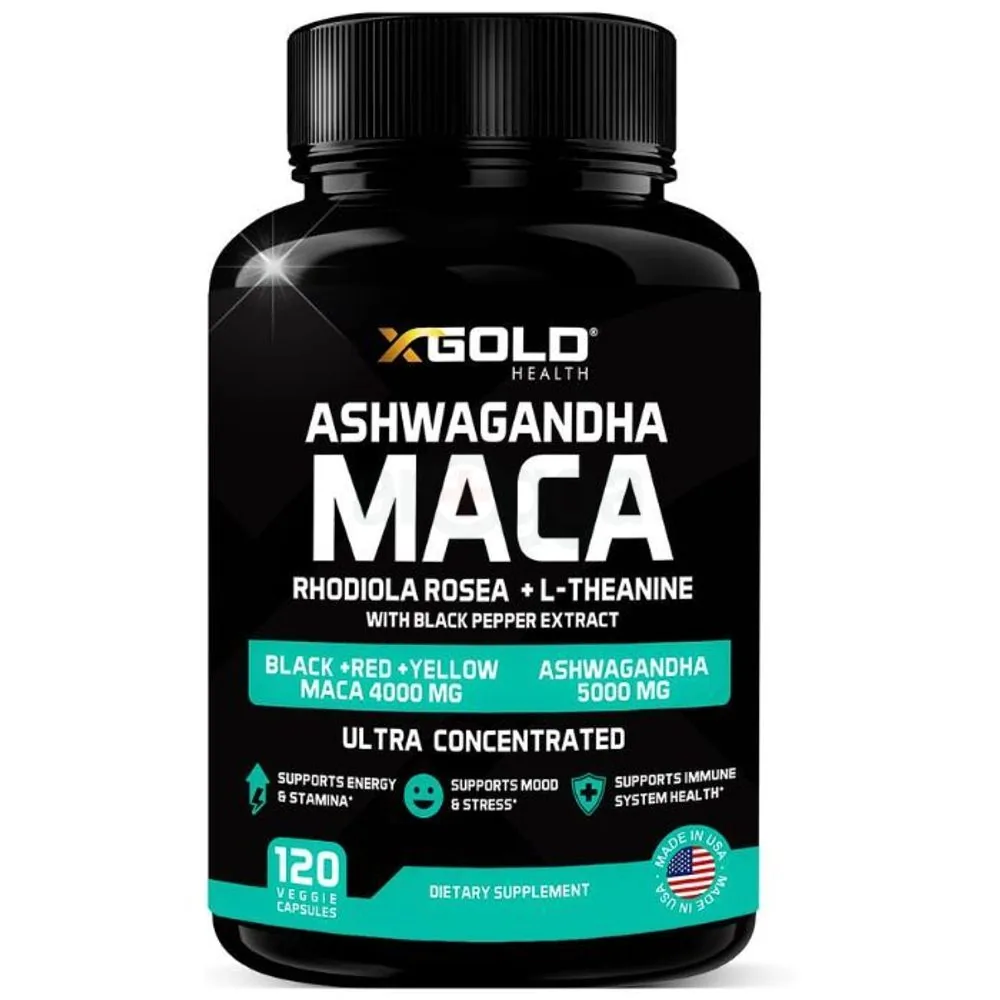 XGOLD®
HEALTH
ASHWAGANDHA
MACA
RHODIOLA ROSEA + L-THEANINE
WITH BLACK PEPPER EXTRACT
BLACK +RED +YELLOW
MACA 4000 MG
ASHWAGANDHA
5000 MG
ULTRA CONCENTRATED
SUPPORTS ENERGY
& STAMINA*
SUPPORTS MOOD
& STRESS*
SUPPORTS IMMUNE
SYSTEM HEALTH*
120
VEGGIE
CAPSULES
DIETARY SUPPLEMENT
MADE IN USA
MADE IN USA